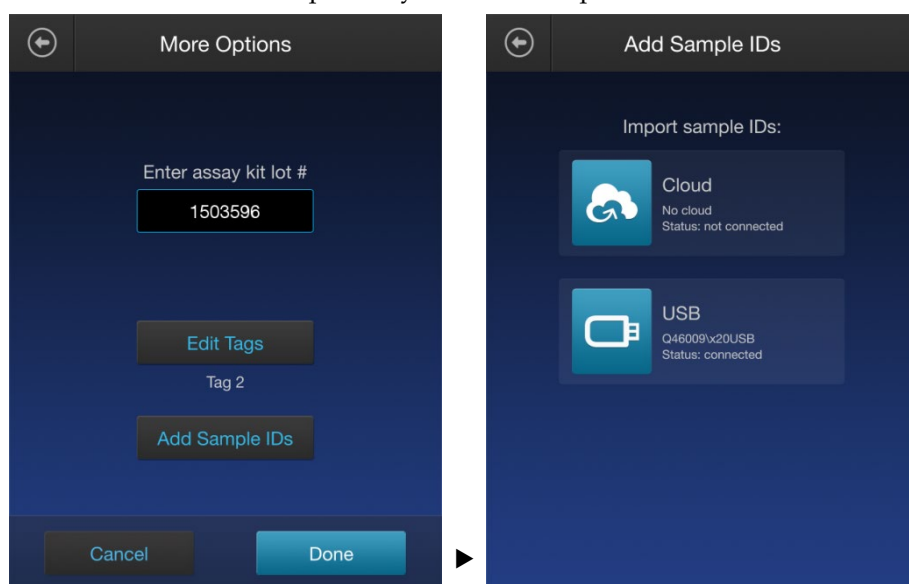 More Options
Enter assay kit lot #
1503596
Edit Tags
Tag 2
Add Sample IDs
Cancel
Done
Add Sample IDs
Import sample IDs:
Cloud
No cloud
Status: not connected
USB
Q46009\x20USB
Status: connected